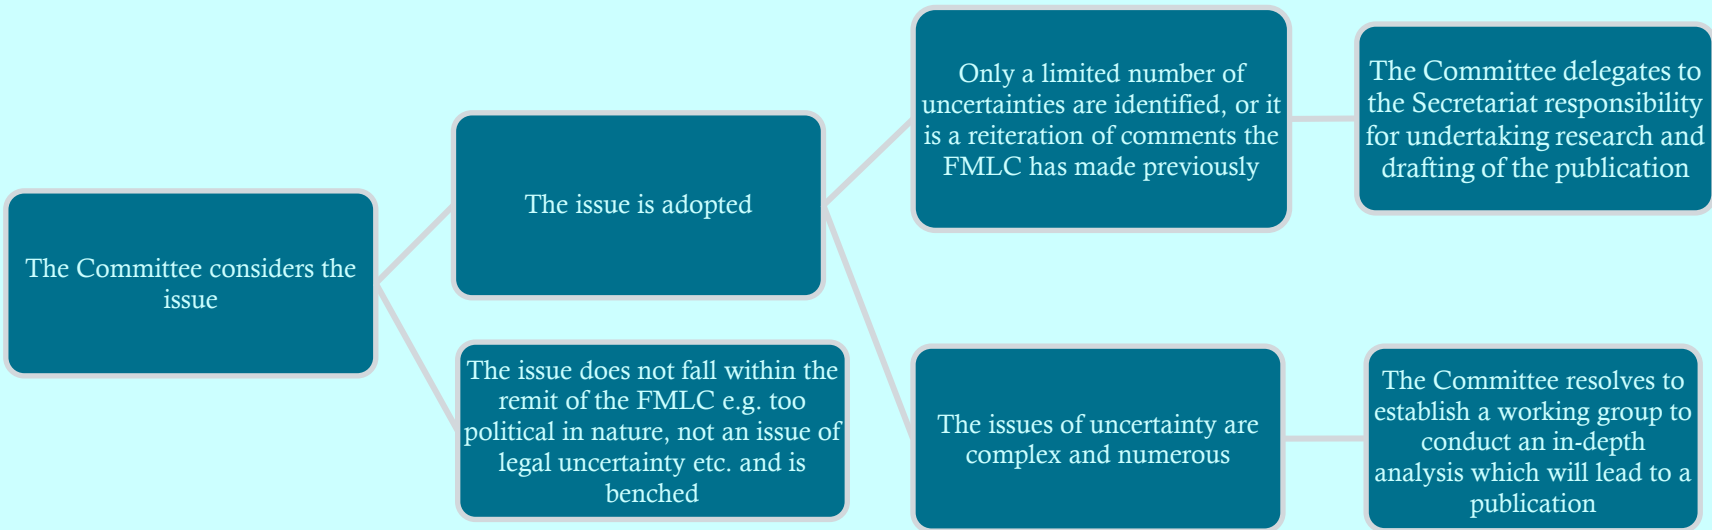 The Committee considers the
issue
The issue is adopted
The issue does not fall within the
remit of the FMLC e.g. too
political in nature, not an issue of
legal uncertainty etc. and is
benched
Only a limited number of
uncertainties are identified, or it
is a reiteration of comments the
FMLC has made previously
The Committee delegates to
the Secretariat responsibility
for undertaking research and
drafting of the publication
The issues of uncertainty are
complex and numerous
The Committee resolves to
establish a working group to
conduct an in-depth
analysis which will lead to a
publication